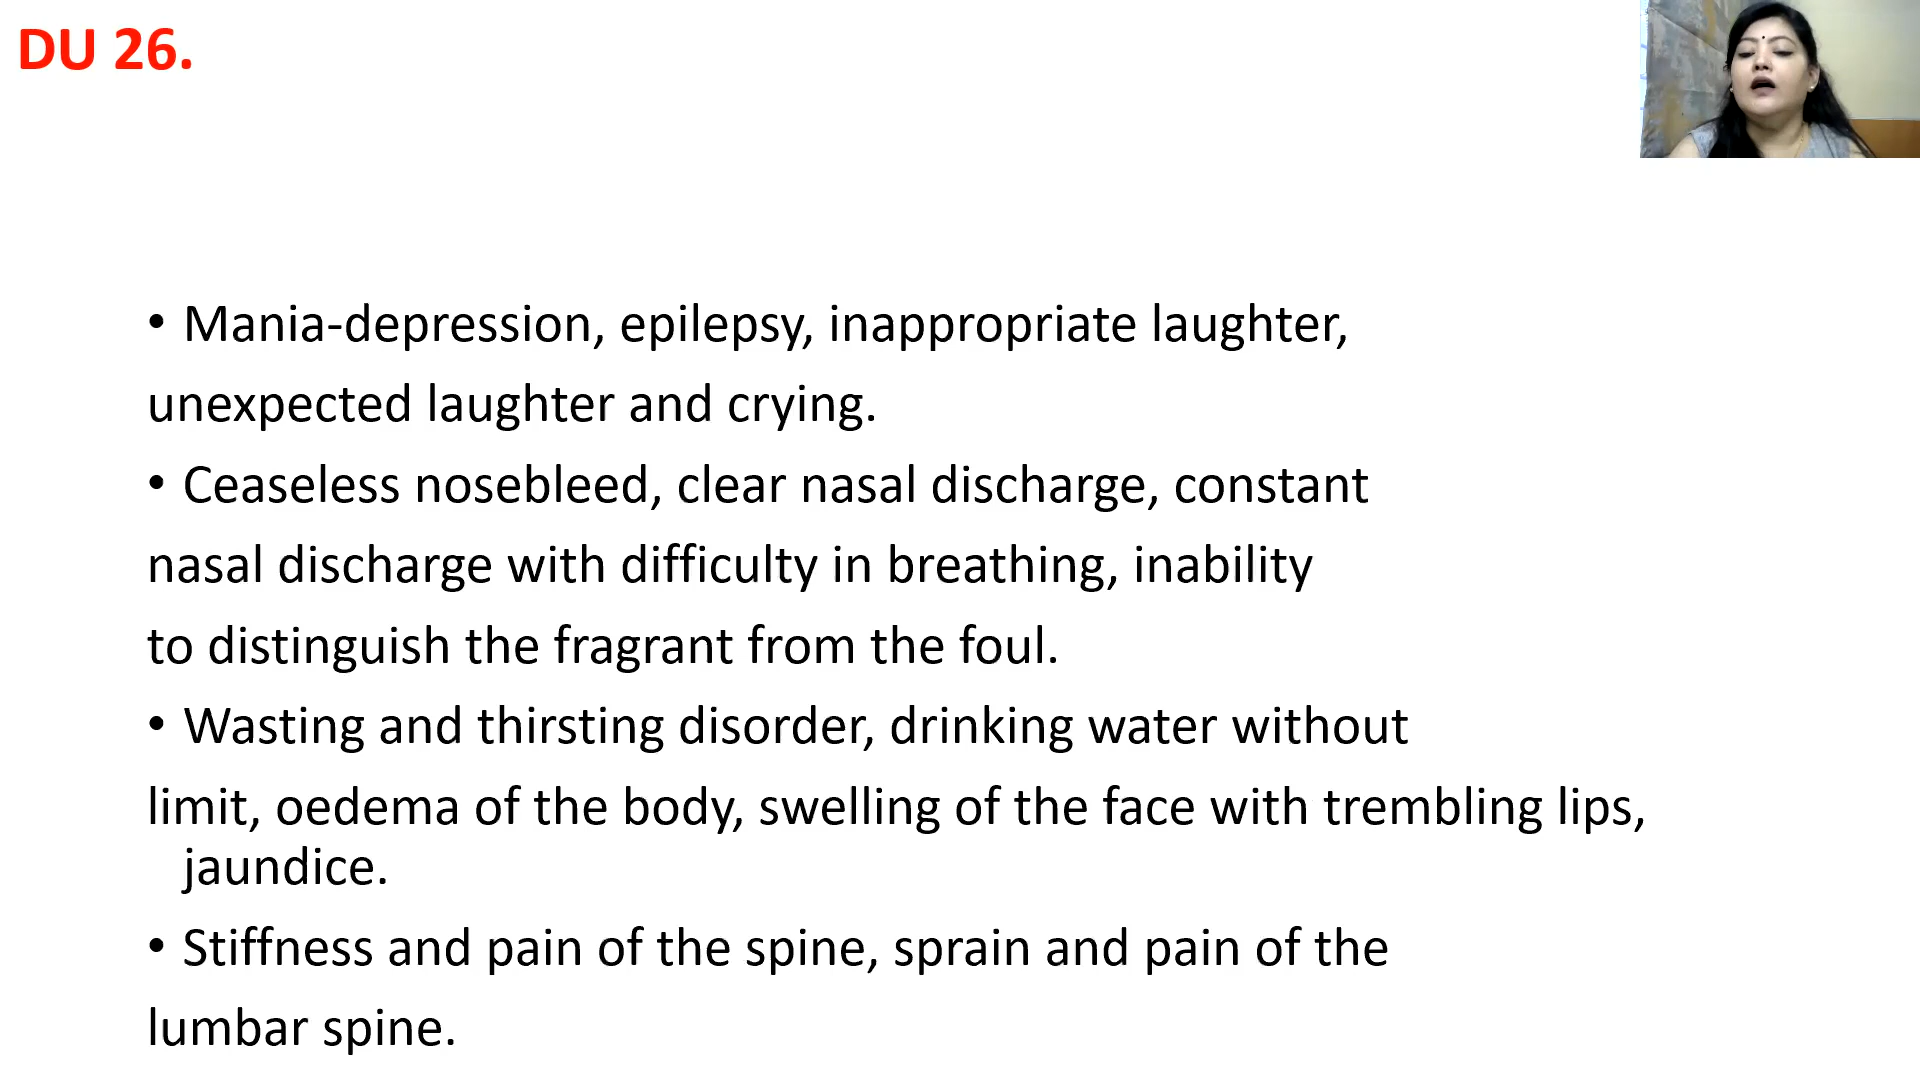 DU 26.
• Mania-depression, epilepsy, inappropriate laughter,
unexpected laughter and crying.
• Ceaseless nosebleed, clear nasal discharge, constant
nasal discharge with difficulty in breathing, inability
to distinguish the fragrant from the foul.
• Wasting and thirsting disorder, drinking water without
limit, oedema of the body, swelling of the face with trembling lips,
jaundice.
• Stiffness and pain of the spine, sprain and pain of the
lumbar spine.